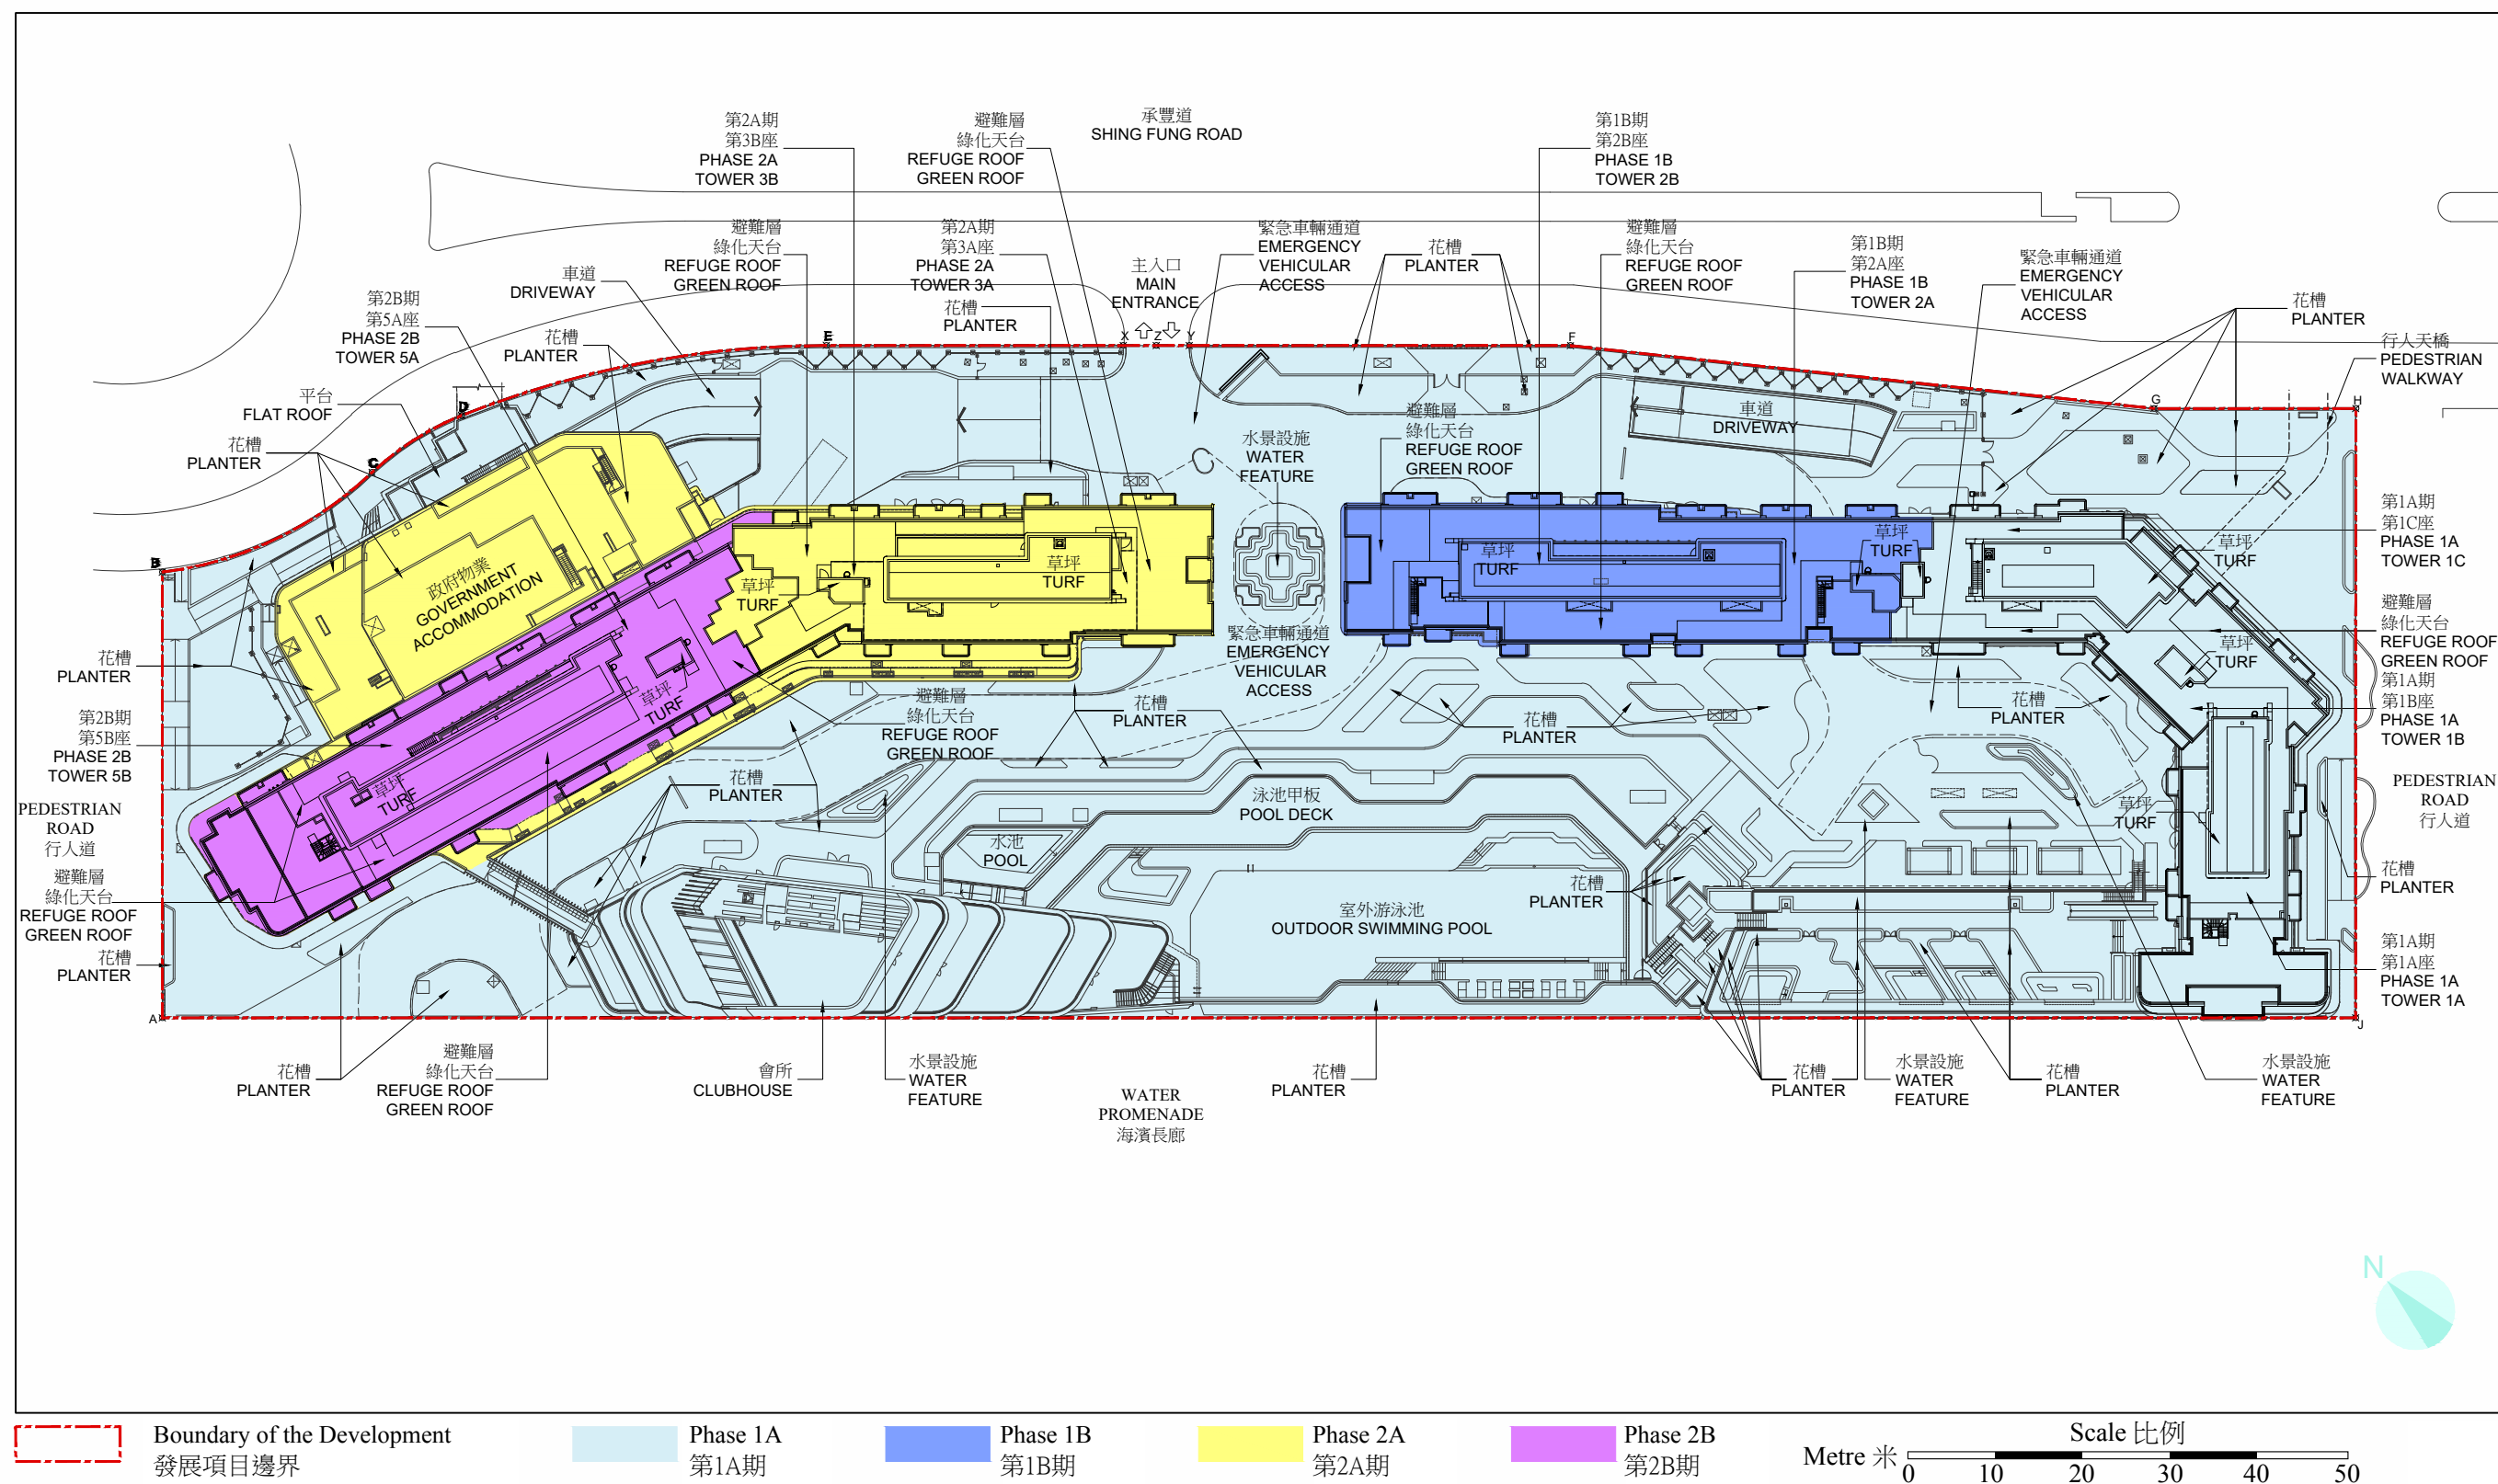 承豐道
SHING FUNG ROAD
第2A期
第3B座
PHASE 2A
TOWER 3B
避難層
綠化天台
REFUGE ROOF
GREEN ROOF
第1B期
第2B座
PHASE 1B
TOWER 2B
避難層
綠化天台
REFUGE ROOF
GREEN ROOF
第2A期
第3A座
PHASE 2A
TOWER 3A
主入口
MAIN
ENTRANCE
緊急車輛通道
EMERGENCY
VEHICULAR
ACCESS
花槽
PLANTER
避難層
綠化天台
REFUGE ROOF
GREEN ROOF
第1B期
第2A座
PHASE 1B
TOWER 2A
緊急車輛通道
EMERGENCY
VEHICULAR
ACCESS
花槽
PLANTER
行人天橋
PEDESTRIAN
WALKWAY
車道
DRIVEWAY
第2B期
第5A座
PHASE 2B
TOWER 5A
花槽
PLANTER
花槽
PLANTER
平台
FLAT ROOF
花槽
PLANTER
E
X
Z
Y
F
G
H
D
C
B
A
J
水景設施
WATER
FEATURE
避難層
綠化天台
REFUGE ROOF
GREEN ROOF
車道
DRIVEWAY
第1A期
第1C座
PHASE 1A
TOWER 1C
政府物業
GOVERNMENT
ACCOMMODATION
草坪
TURF
草坪
TURF
草坪
TURF
草坪
TURF
草坪
TURF
草坪
TURF
避難層
綠化天台
REFUGE ROOF
GREEN ROOF
第1A期
第1B座
PHASE 1A
TOWER 1B
花槽
PLANTER
第2B期
第5B座
PHASE 2B
TOWER 5B
草坪
TURF
避難層
綠化天台
REFUGE ROOF
GREEN ROOF
緊急車輛通道
EMERGENCY
VEHICULAR
ACCESS
花槽
PLANTER
花槽
PLANTER
花槽
PLANTER
PEDESTRIAN
ROAD
行人道
草坪
TURF
花槽
PLANTER
泳池甲板
POOL DECK
水池
POOL
草坪
TURF
PEDESTRIAN
ROAD
行人道
避難層
綠化天台
REFUGE ROOF
GREEN ROOF
花槽
PLANTER
室外游泳池
OUTDOOR SWIMMING POOL
花槽
PLANTER
花槽
PLANTER
第1A期
第1A座
PHASE 1A
TOWER 1A
花槽
PLANTER
避難層
綠化天台
REFUGE ROOF
GREEN ROOF
會所
CLUBHOUSE
水景設施
WATER
FEATURE
WATER
PROMENADE
海濱長廊
花槽
PLANTER
花槽
PLANTER
水景設施
WATER
FEATURE
花槽
PLANTER
水景設施
WATER
FEATURE
N
Boundary of the Development
發展項目邊界
Phase 1A
第1A期
Phase 1B
第1B期
Phase 2A
第2A期
Phase 2B
第2B期
Scale 比例
Metre 米
0 10 20 30 40 50